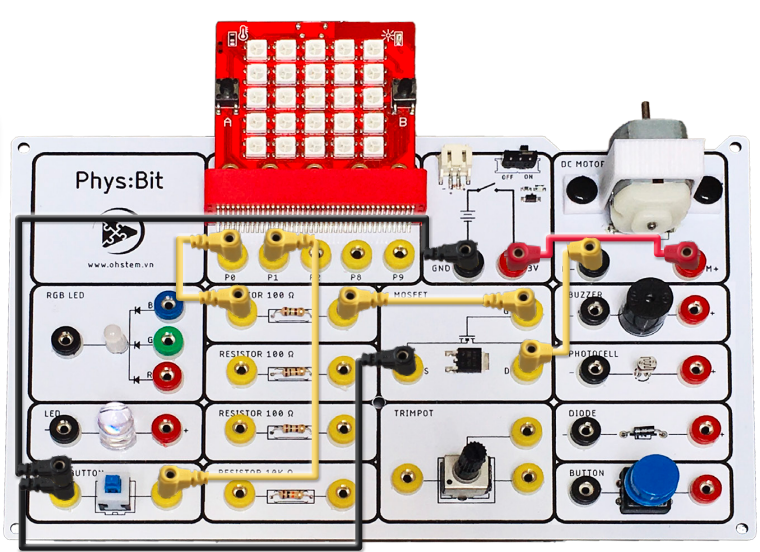 A
B
Phys:Bit
www.ohstem.vn
OFF ON
DC MOTOR
GND
3V
M+
P0
P1
P8
P9
RGB LED
B
G
R
RESISTOR 100 Ω
MOSFET
S
D
BUZZER
-
+
RESISTOR 100 Ω
PHOTOCELL
-
+
LED
+
RESISTOR 100 Ω
TRIMPOT
DIODE
-
+
BUTTON
RESISTOR 10K Ω
BUTTON